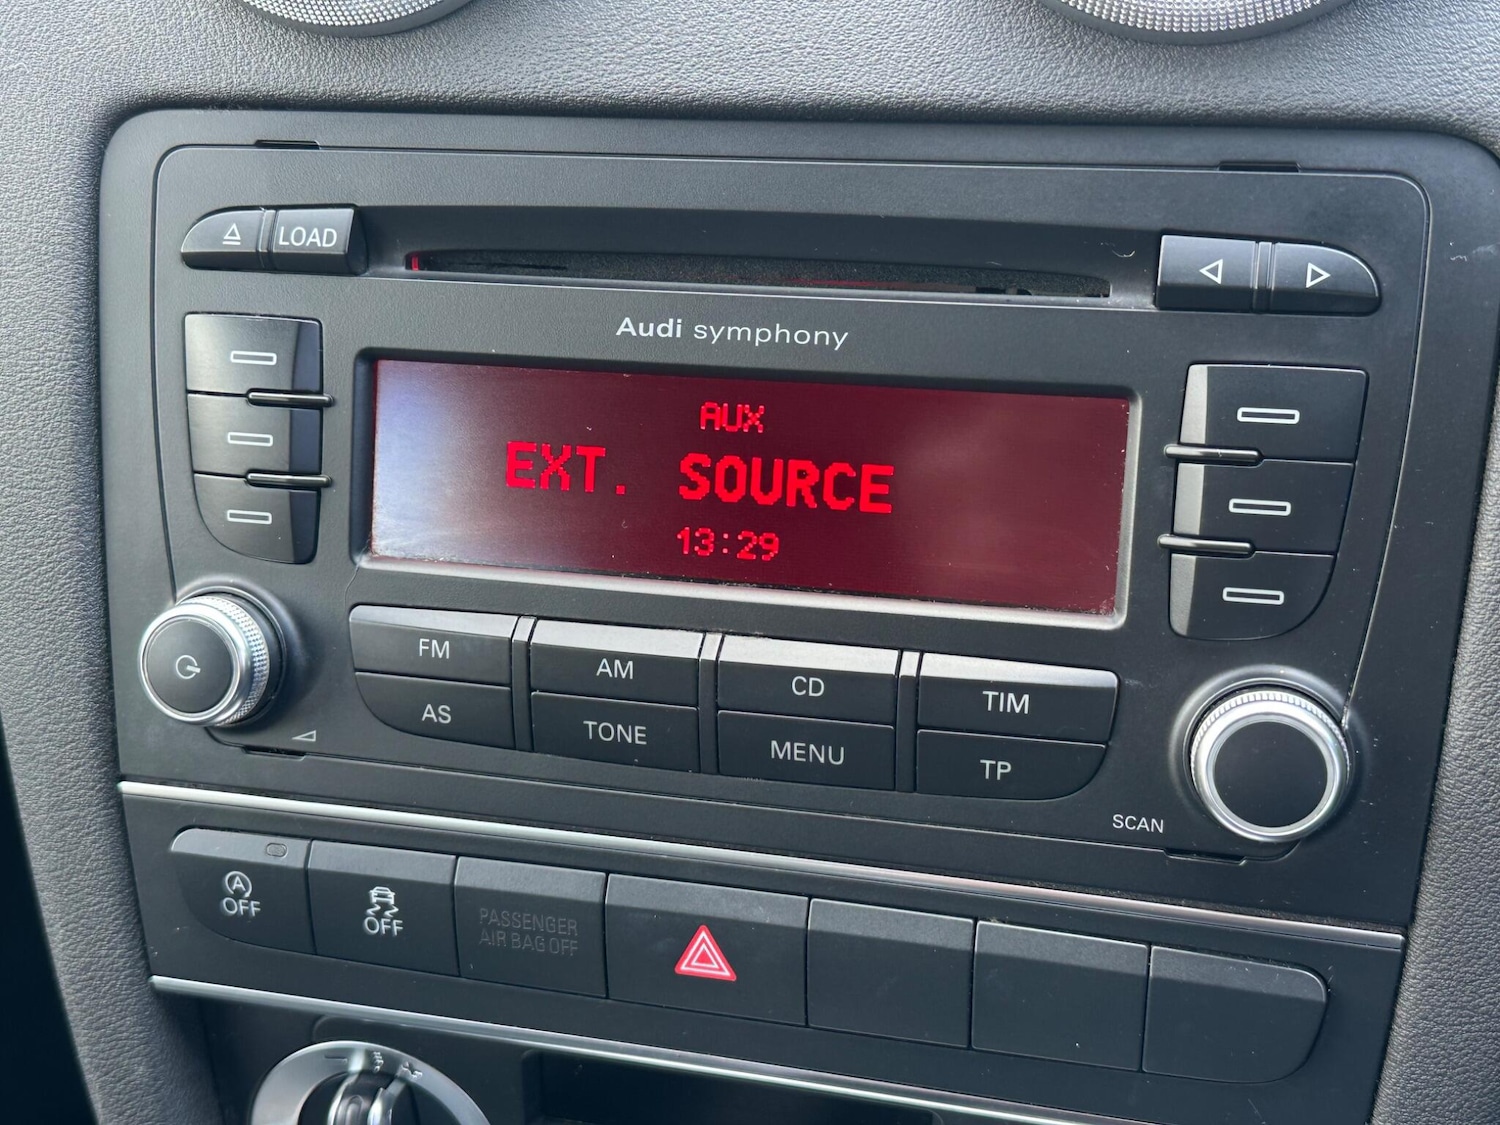 LOAD
Audi symphony
AUX
EXT. SOURCE
13:29
FM
AM
CD
TIM
AS
TONE
MENU
TP
SCAN
A
OFF
OFF
PASSENGER
AIR BAG OFF